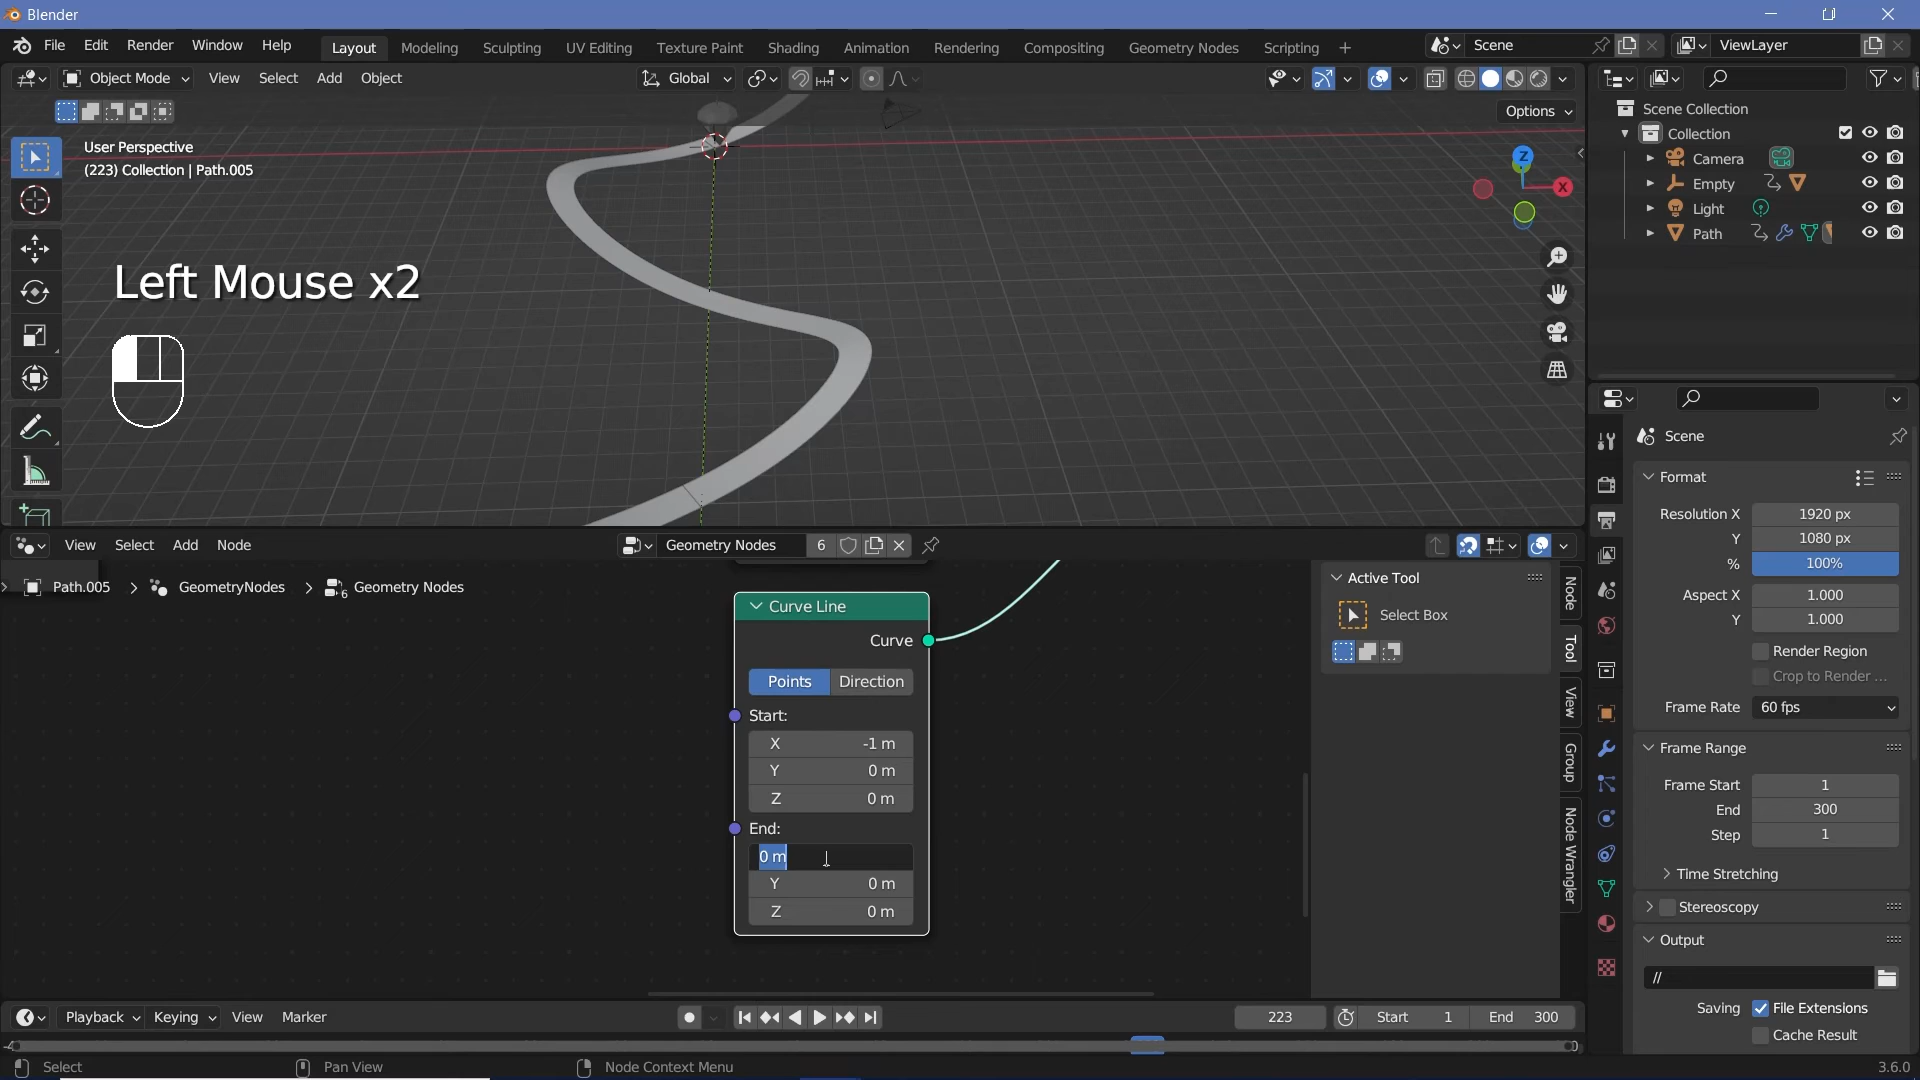 Blender
File Edit Render Window Help Layout Modeling Sculpting UV Editing Texture Paint Shading Animation Rendering Compositing Geometry Nodes Scripting + Scene ViewLayer
Object Mode View Select Add Object Global
Options
User Perspective
(223) Collection | Path.005
Left Mouse x2
Z
X
Scene Collection
Collection
Camera
Empty
Light
Path
View Select Add Node Geometry Nodes 6
Path.005 GeometryNodes 6 Geometry Nodes
Curve Line
Curve
Points Direction
Start:
X -1 m
Y 0 m
Z 0 m
End:
0 m
Y 0 m
Z 0 m
Active Tool
Select Box
Node
Tool
View
Group
Node Wrangler
Scene
Format
Resolution X 1920 px
Y 1080 px
% 100%
Aspect X 1.000
Y 1.000
Render Region
Crop to Render ...
Frame Rate 60 fps
Frame Range
Frame Start 1
End 300
Step 1
Time Stretching
Stereoscopy
Output
//
Saving File Extensions
Cache Result
Playback Keying View Marker 223 Start 1 End 300
Select Pan View Node Context Menu 3.6.0